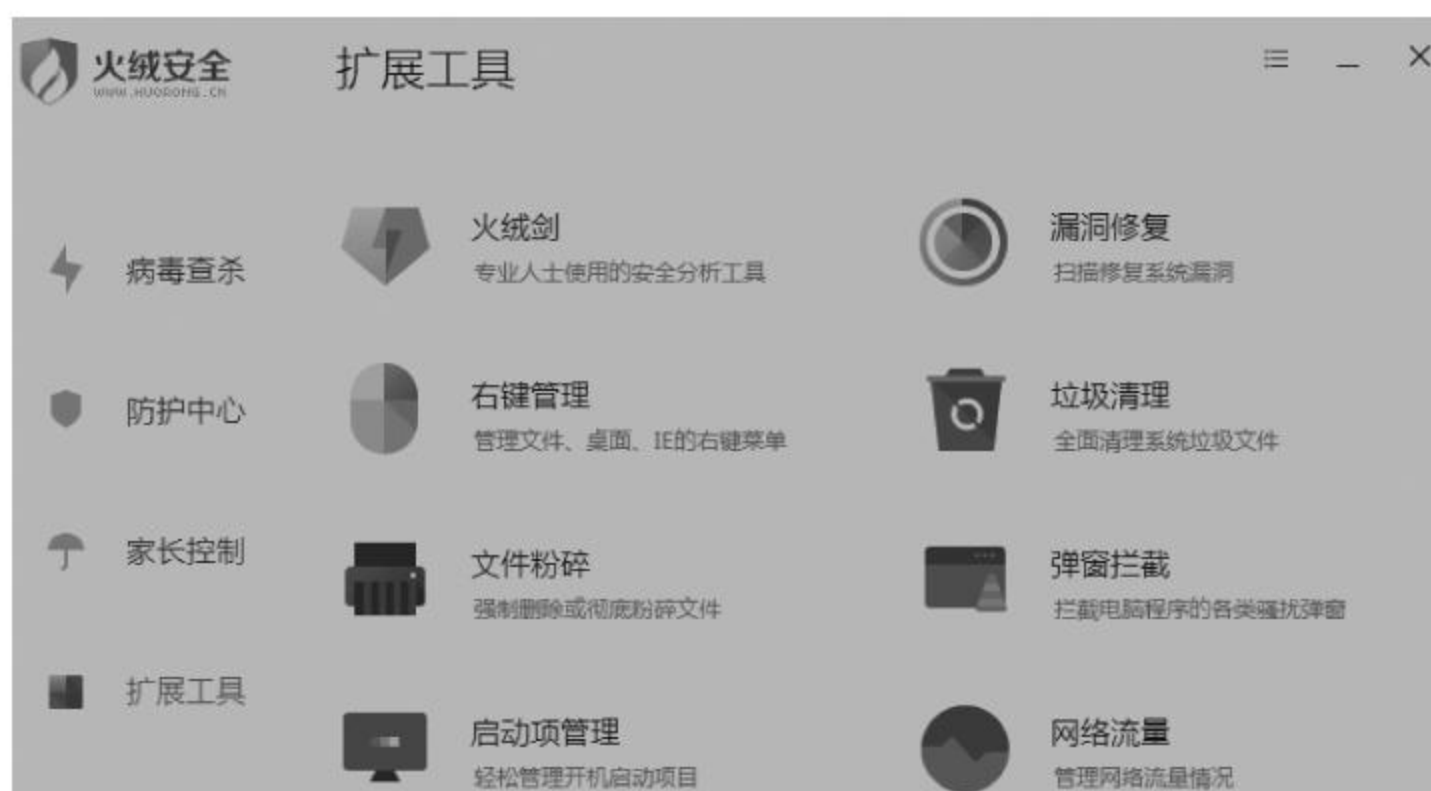 火绒安全
WWW.HUORONG.CN
扩展工具
病毒查杀
防护中心
家长控制
扩展工具
火绒剑
专业人士使用的安全分析工具
漏洞修复
扫描修复系统漏洞
右键管理
管理文件、桌面、IE的右键菜单
垃圾清理
全面清理系统垃圾文件
文件粉碎
强制删除或彻底粉碎文件
弹窗拦截
拦截电脑程序的各类骚扰弹窗
启动项管理
轻松管理开机启动项目
网络流量
管理网络流量情况